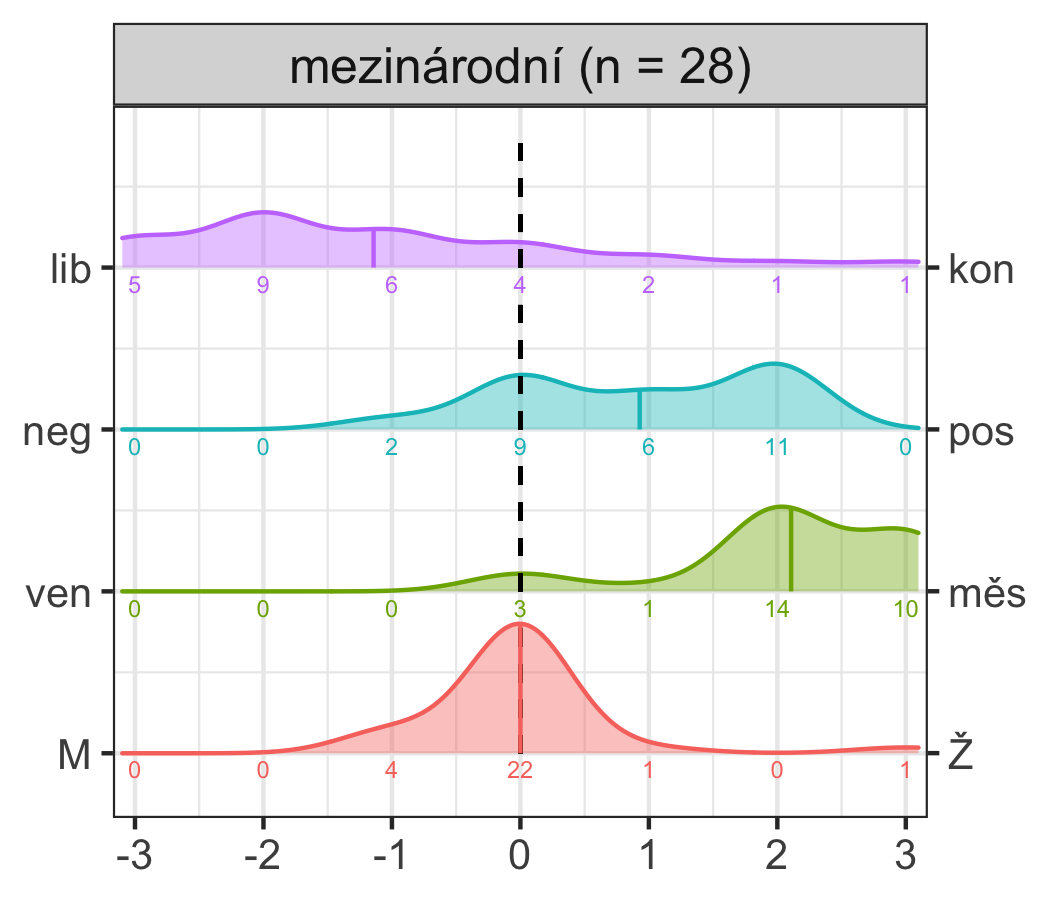 mezinárodní (n = 28)
lib kon
5 9 6 4 2 1 1
neg pos
0 0 2 9 6 11 0
ven měs
0 0 0 3 1 14 10
M Ž
0 0 4 22 1 0 1
-3 -2 -1 0 1 2 3